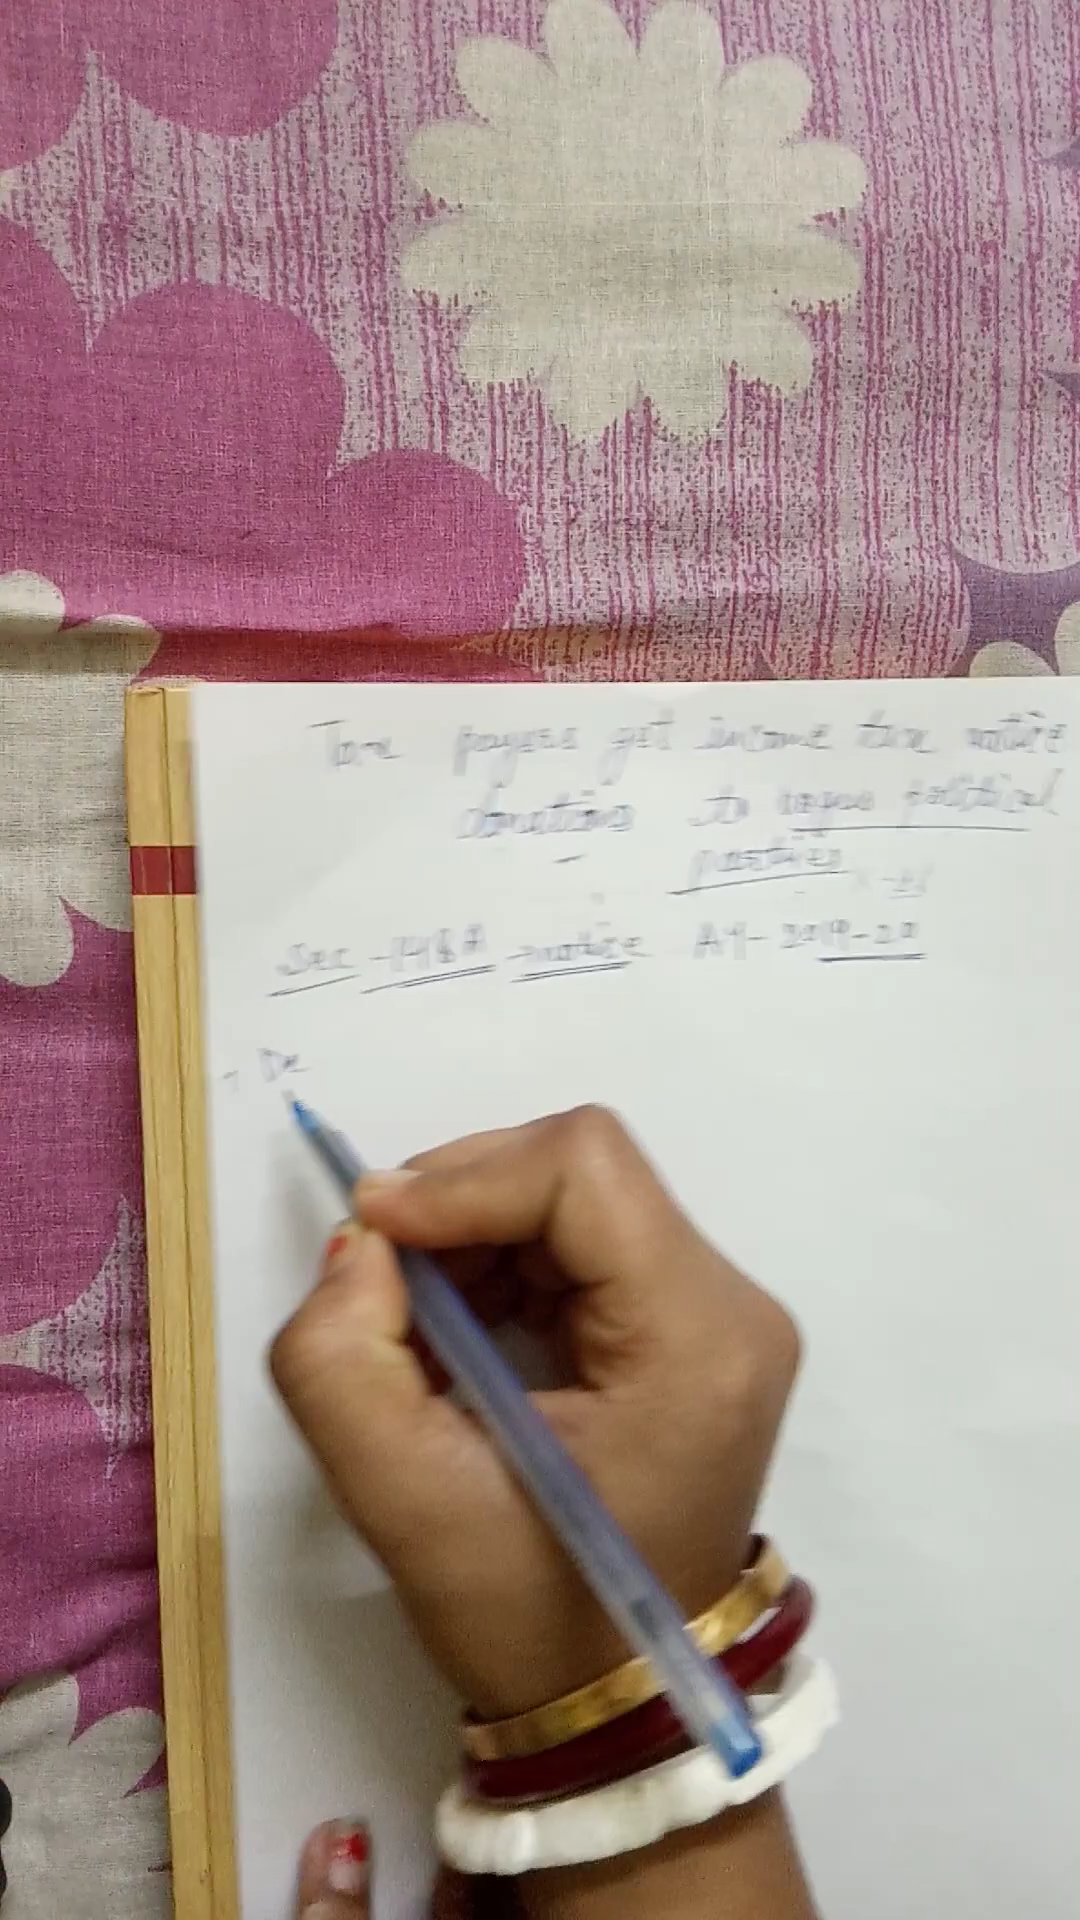 Tax payers get income tax notice
donations to bogus political
parties
Sec - 148A notice AY - 2019-20
De